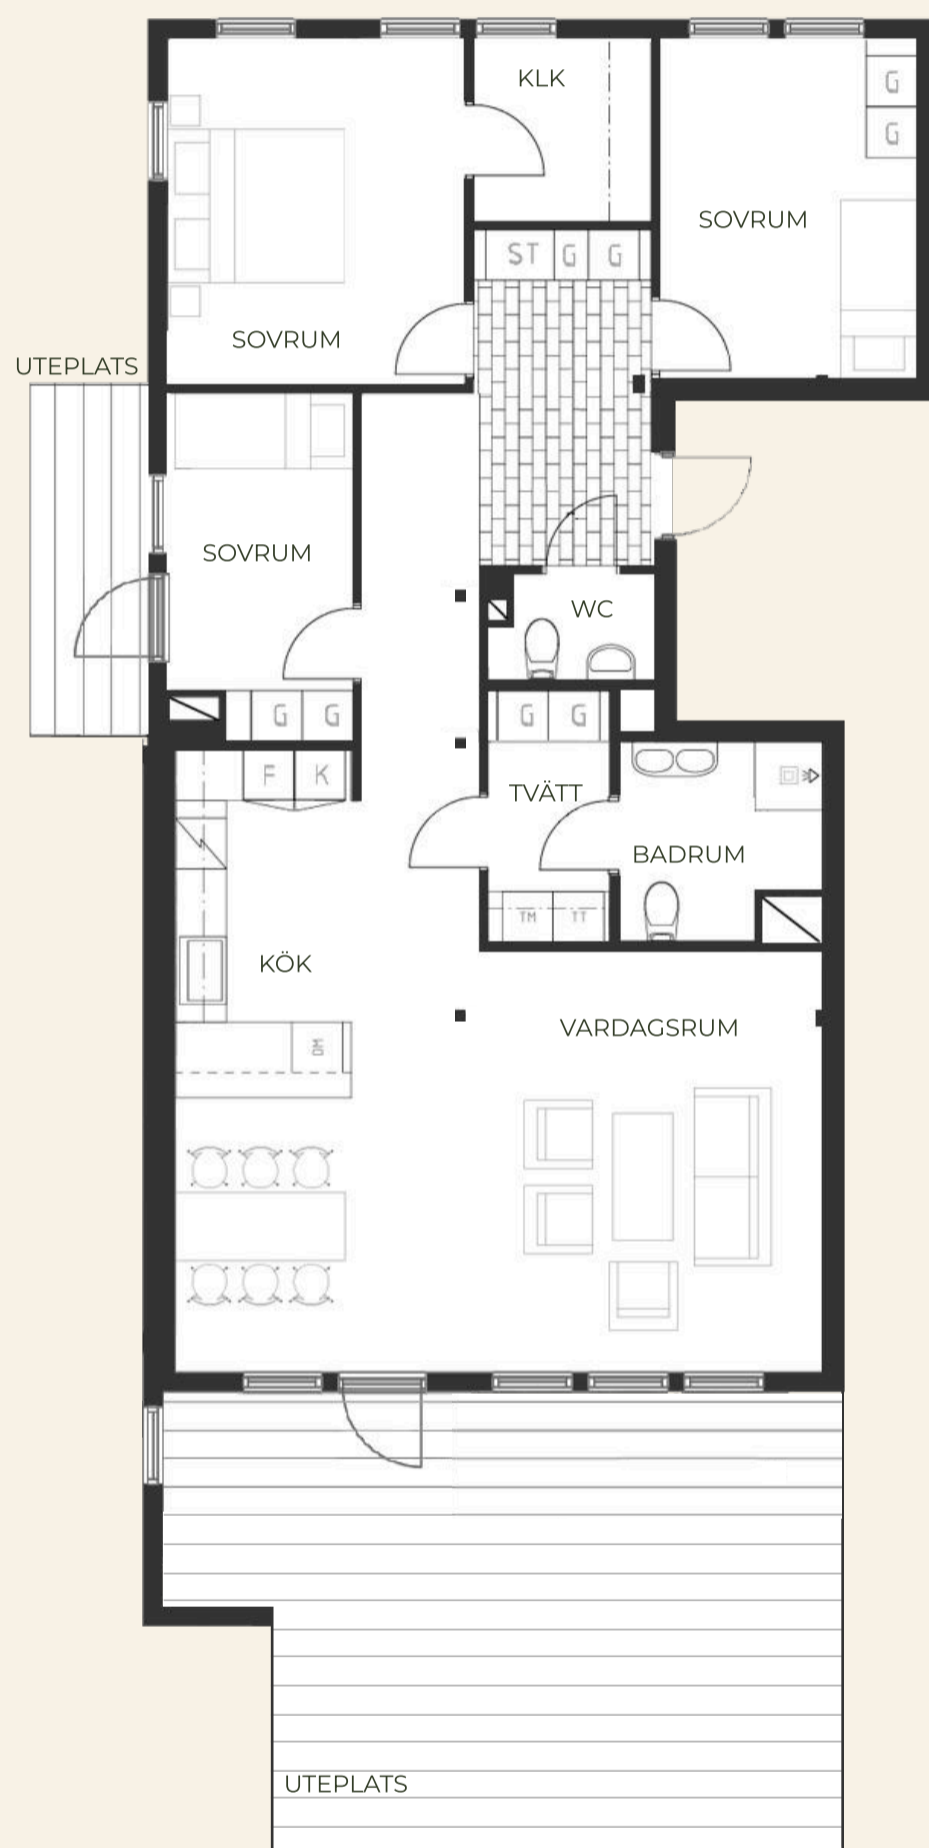 KLK
G
G
SOVRUM
ST G G
SOVRUM
UTEPLATS
SOVRUM
WC
G G
G G
F K
TVÄTT
BADRUM
TM TT
KÖK
VARDAGSRUM
DM
UTEPLATS